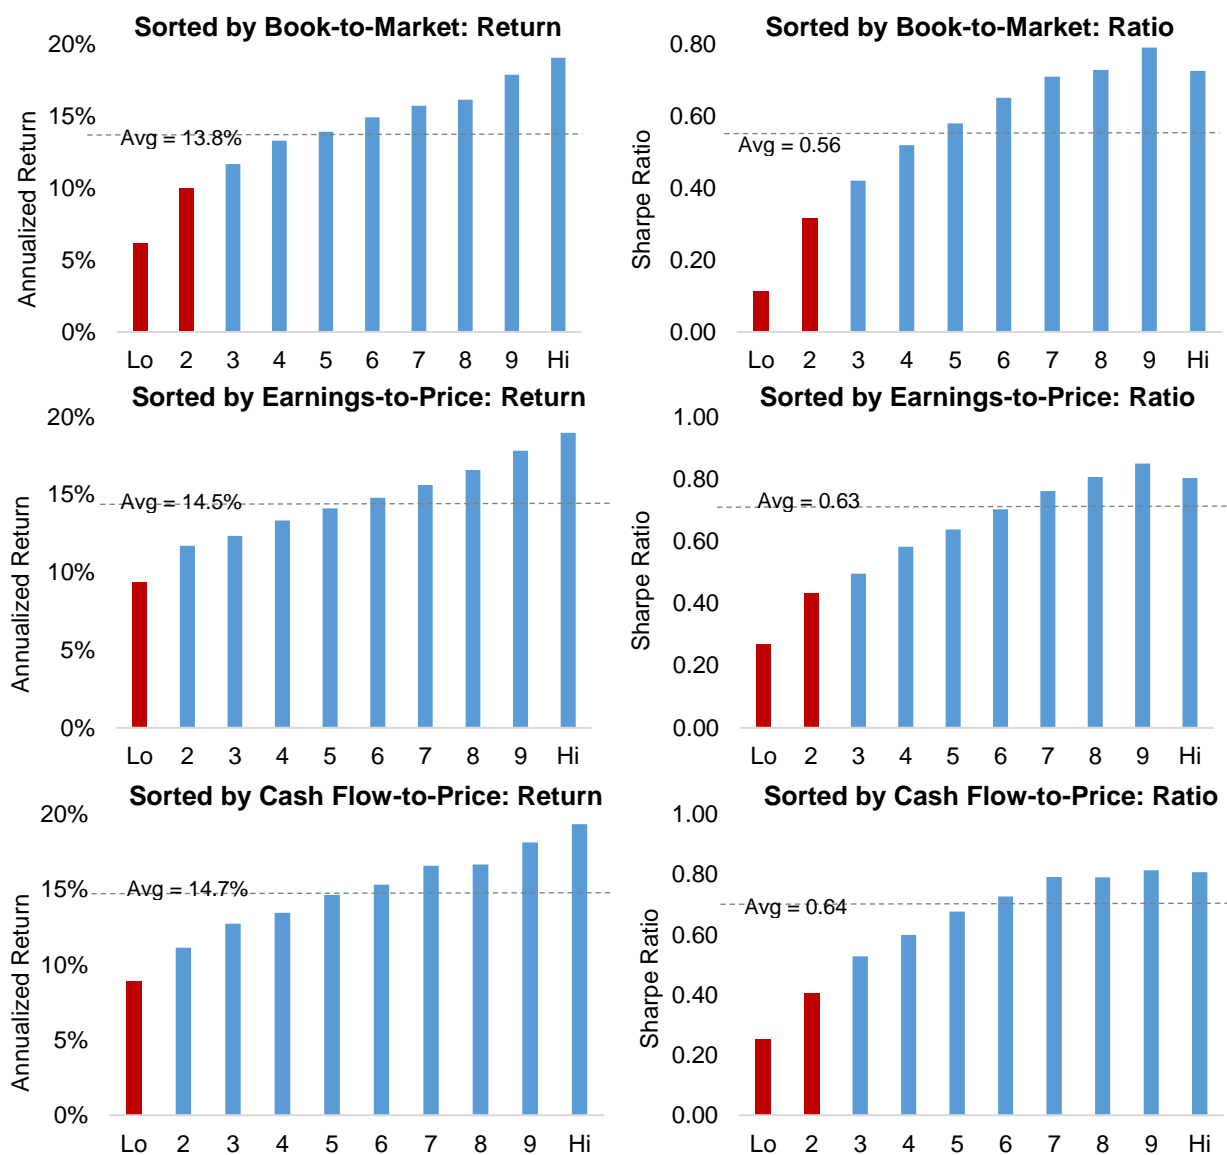 Sorted by Book-to-Market: Return
20%
15%
10%
5%
0%
Annualized Return
Avg = 13.8%
Lo 2 3 4 5 6 7 8 9 Hi
Sorted by Book-to-Market: Ratio
0.80
0.60
0.40
0.20
0.00
Sharpe Ratio
Avg = 0.56
Lo 2 3 4 5 6 7 8 9 Hi
Sorted by Earnings-to-Price: Return
20%
15%
10%
5%
0%
Annualized Return
Avg = 14.5%
Lo 2 3 4 5 6 7 8 9 Hi
Sorted by Earnings-to-Price: Ratio
1.00
0.80
0.60
0.40
0.20
0.00
Sharpe Ratio
Avg = 0.63
Lo 2 3 4 5 6 7 8 9 Hi
Sorted by Cash Flow-to-Price: Return
20%
15%
10%
5%
0%
Annualized Return
Avg = 14.7%
Lo 2 3 4 5 6 7 8 9 Hi
Sorted by Cash Flow-to-Price: Ratio
1.00
0.80
0.60
0.40
0.20
0.00
Sharpe Ratio
Avg = 0.64
Lo 2 3 4 5 6 7 8 9 Hi